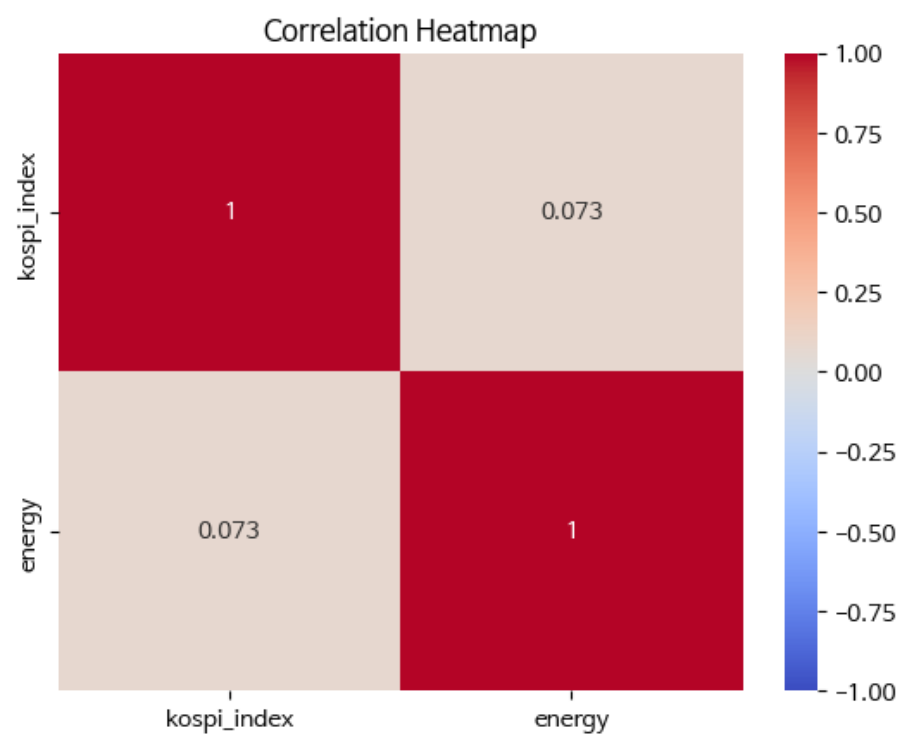 Correlation Heatmap
kospi_index
1
0.073
energy
0.073
1
kospi_index
energy
1.00
0.75
0.50
0.25
0.00
−0.25
−0.50
−0.75
−1.00